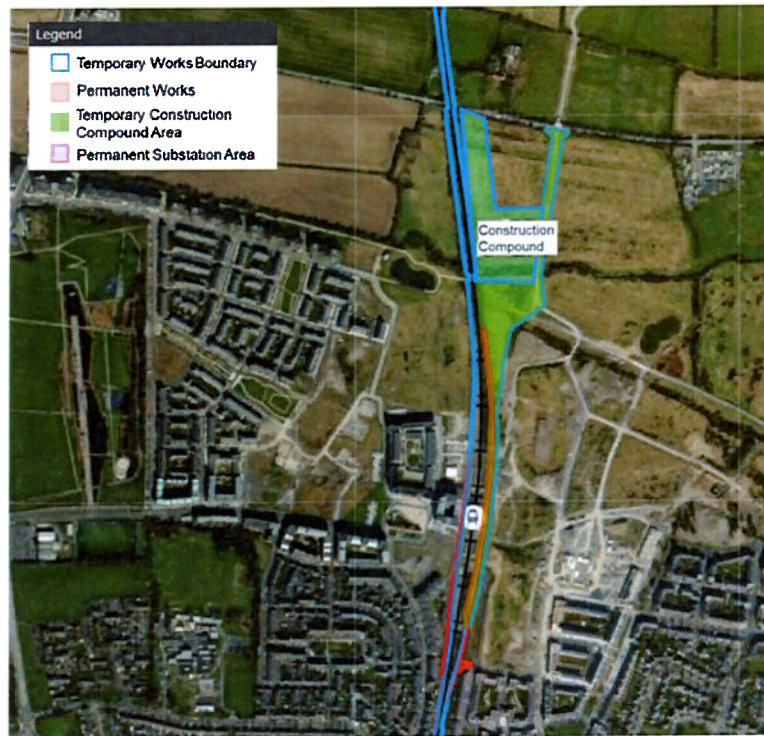 Legend
Temporary Works Boundary
Permanent Works
Temporary Construction
Compound Area
Permanent Substation Area
Construction
Compound